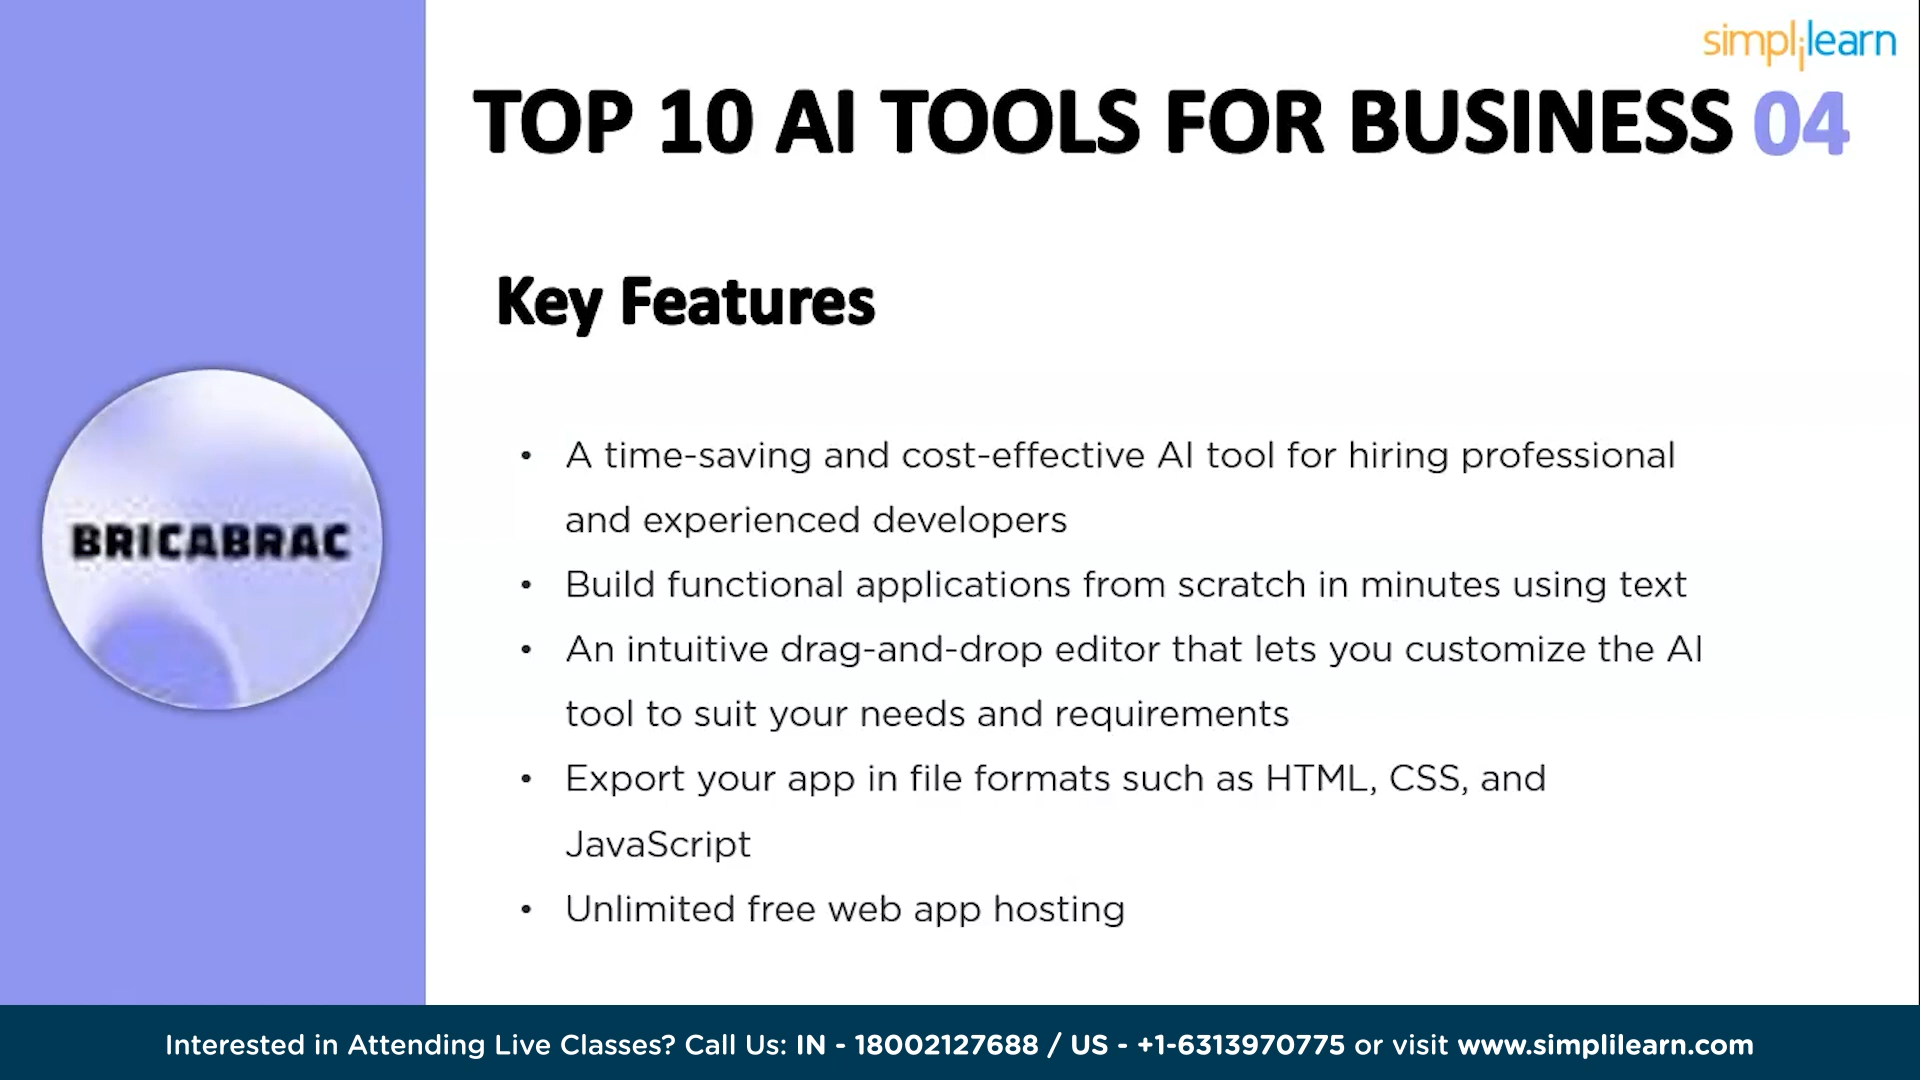 simplilearn
TOP 10 AI TOOLS FOR BUSINESS 04
Key Features
BRICABRAC
• A time-saving and cost-effective AI tool for hiring professional
and experienced developers
• Build functional applications from scratch in minutes using text
• An intuitive drag-and-drop editor that lets you customize the AI
tool to suit your needs and requirements
• Export your app in file formats such as HTML, CSS, and
JavaScript
• Unlimited free web app hosting
Interested in Attending Live Classes? Call Us: IN - 18002127688 / US - +1-6313970775 or visit www.simplilearn.com